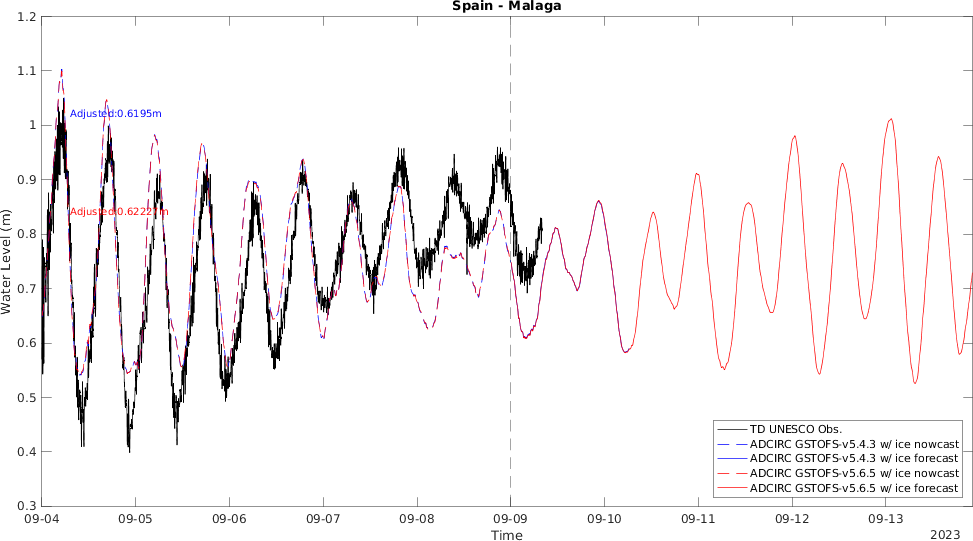 Spain - Malaga
1.2
1.1
1
0.9
0.8
0.7
0.6
0.5
0.4
0.3
Water Level (m)
Adjusted:0.6195m
Adjusted:0.6222m
TD UNESCO Obs.
ADCIRC GSTOFS-v5.4.3 w/ ice nowcast
ADCIRC GSTOFS-v5.4.3 w/ ice forecast
ADCIRC GSTOFS-v5.6.5 w/ ice nowcast
ADCIRC GSTOFS-v5.6.5 w/ ice forecast
09-04 09-05 09-06 09-07 09-08 09-09 09-10 09-11 09-12 09-13
Time
2023